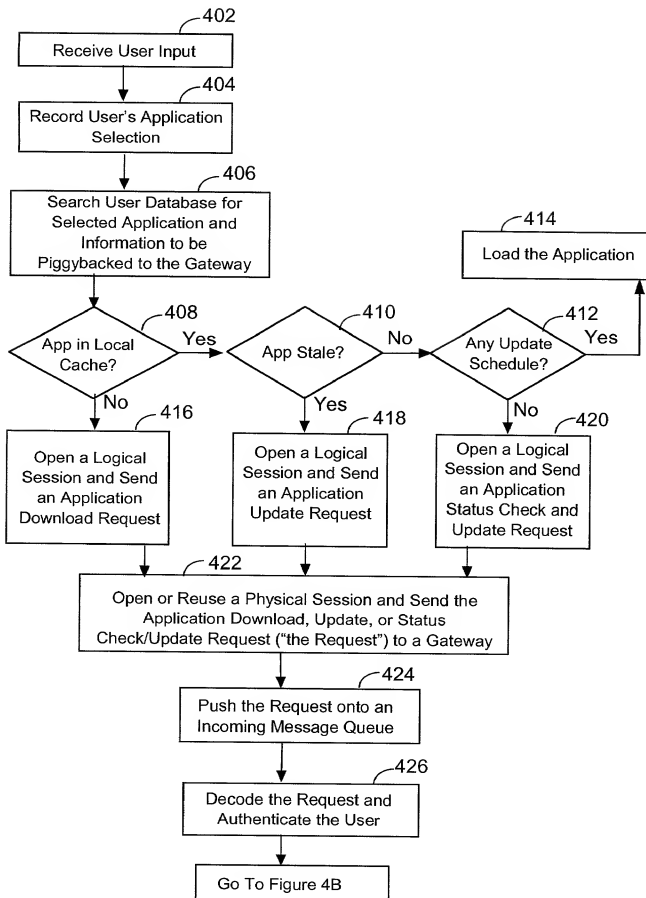 402
Receive User Input
404
Record User's Application
Selection
406
Search User Database for
Selected Application and
Information to be
Piggybacked to the Gateway
414
Load the Application
408
App in Local
Cache?
Yes
410
App Stale?
No
412
Any Update
Schedule?
Yes
No
416
Open a Logical
Session and Send
an Application
Download Request
Yes
418
Open a Logical
Session and Send
an Application
Update Request
No
420
Open a Logical
Session and Send
an Application
Status Check and
Update Request
422
Open or Reuse a Physical Session and Send the
Application Download, Update, or Status
Check/Update Request ("the Request") to a Gateway
424
Push the Request onto an
Incoming Message Queue
426
Decode the Request and
Authenticate the User
Go To Figure 4B